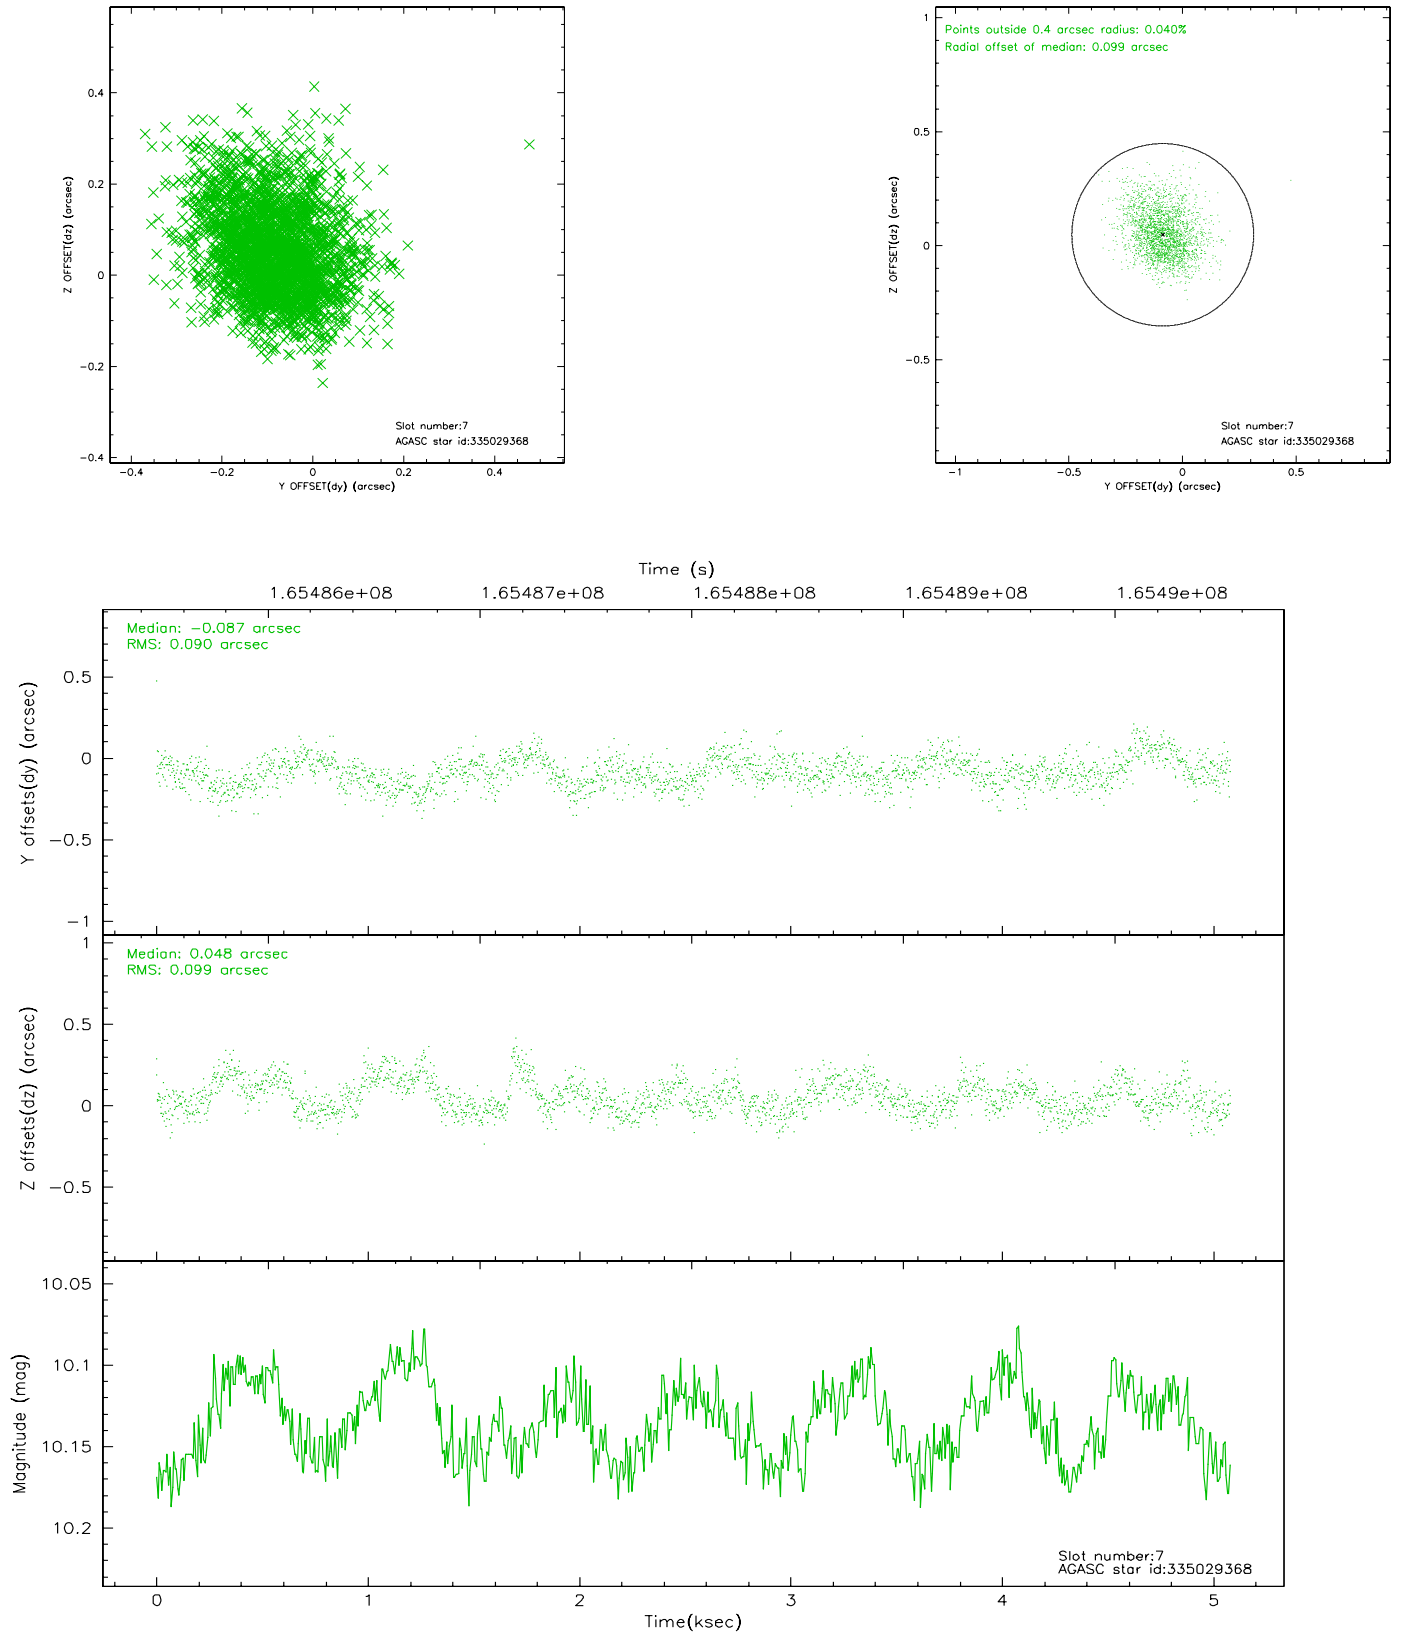 0.4
0.2
0
−0.2
−0.4
Z OFFSET(dz) (arcsec)
Slot number:7
AGASC star id:335029368
−0.4 −0.2 0 0.2 0.4
Y OFFSET(dy) (arcsec)
Points outside 0.4 arcsec radius: 0.040%
Radial offset of median: 0.099 arcsec
1
0.5
0
−0.5
Z OFFSET(dz) (arcsec)
Slot number:7
AGASC star id:335029368
−1 −0.5 0 0.5
Y OFFSET(dy) (arcsec)
Time (s)
1.65486e+08 1.65487e+08 1.65488e+08 1.65489e+08 1.6549e+08
Median: −0.087 arcsec
RMS: 0.090 arcsec
0.5
0
−0.5
−1
Y offsets(dy) (arcsec)
Median: 0.048 arcsec
RMS: 0.099 arcsec
1
0.5
0
−0.5
Z offsets(dz) (arcsec)
10.05
10.1
10.15
10.2
Magnitude (mag)
Slot number:7
AGASC star id:335029368
0 1 2 3 4 5
Time(ksec)